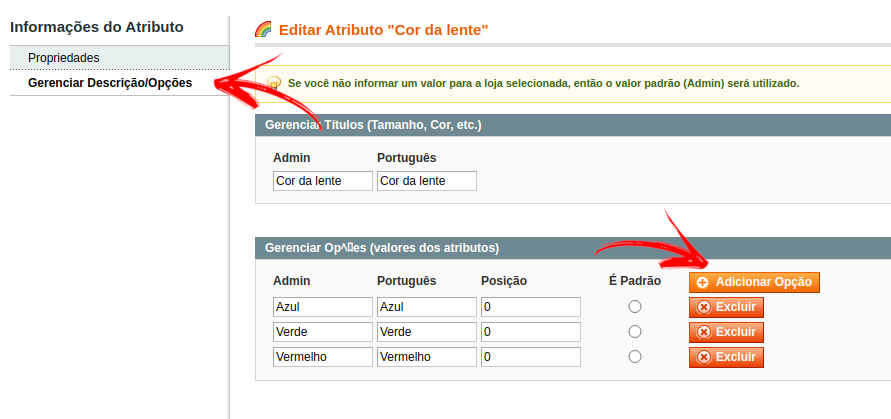 Informações do Atributo
Propriedades
Gerenciar Descrição/Opções
Editar Atributo "Cor da lente"
Se você não informar um valor para a loja selecionada, então o valor padrão (Admin) será utilizado.
Gerenciar Títulos (Tamanho, Cor, etc.)
Admin Português
Cor da lente Cor da lente
Gerenciar (valores dos atributos)
Admin Português Posição É Padrão Adicionar Opção
Azul Azul 0 Excluir
Verde Verde 0 Excluir
Vermelho Vermelho 0 Excluir